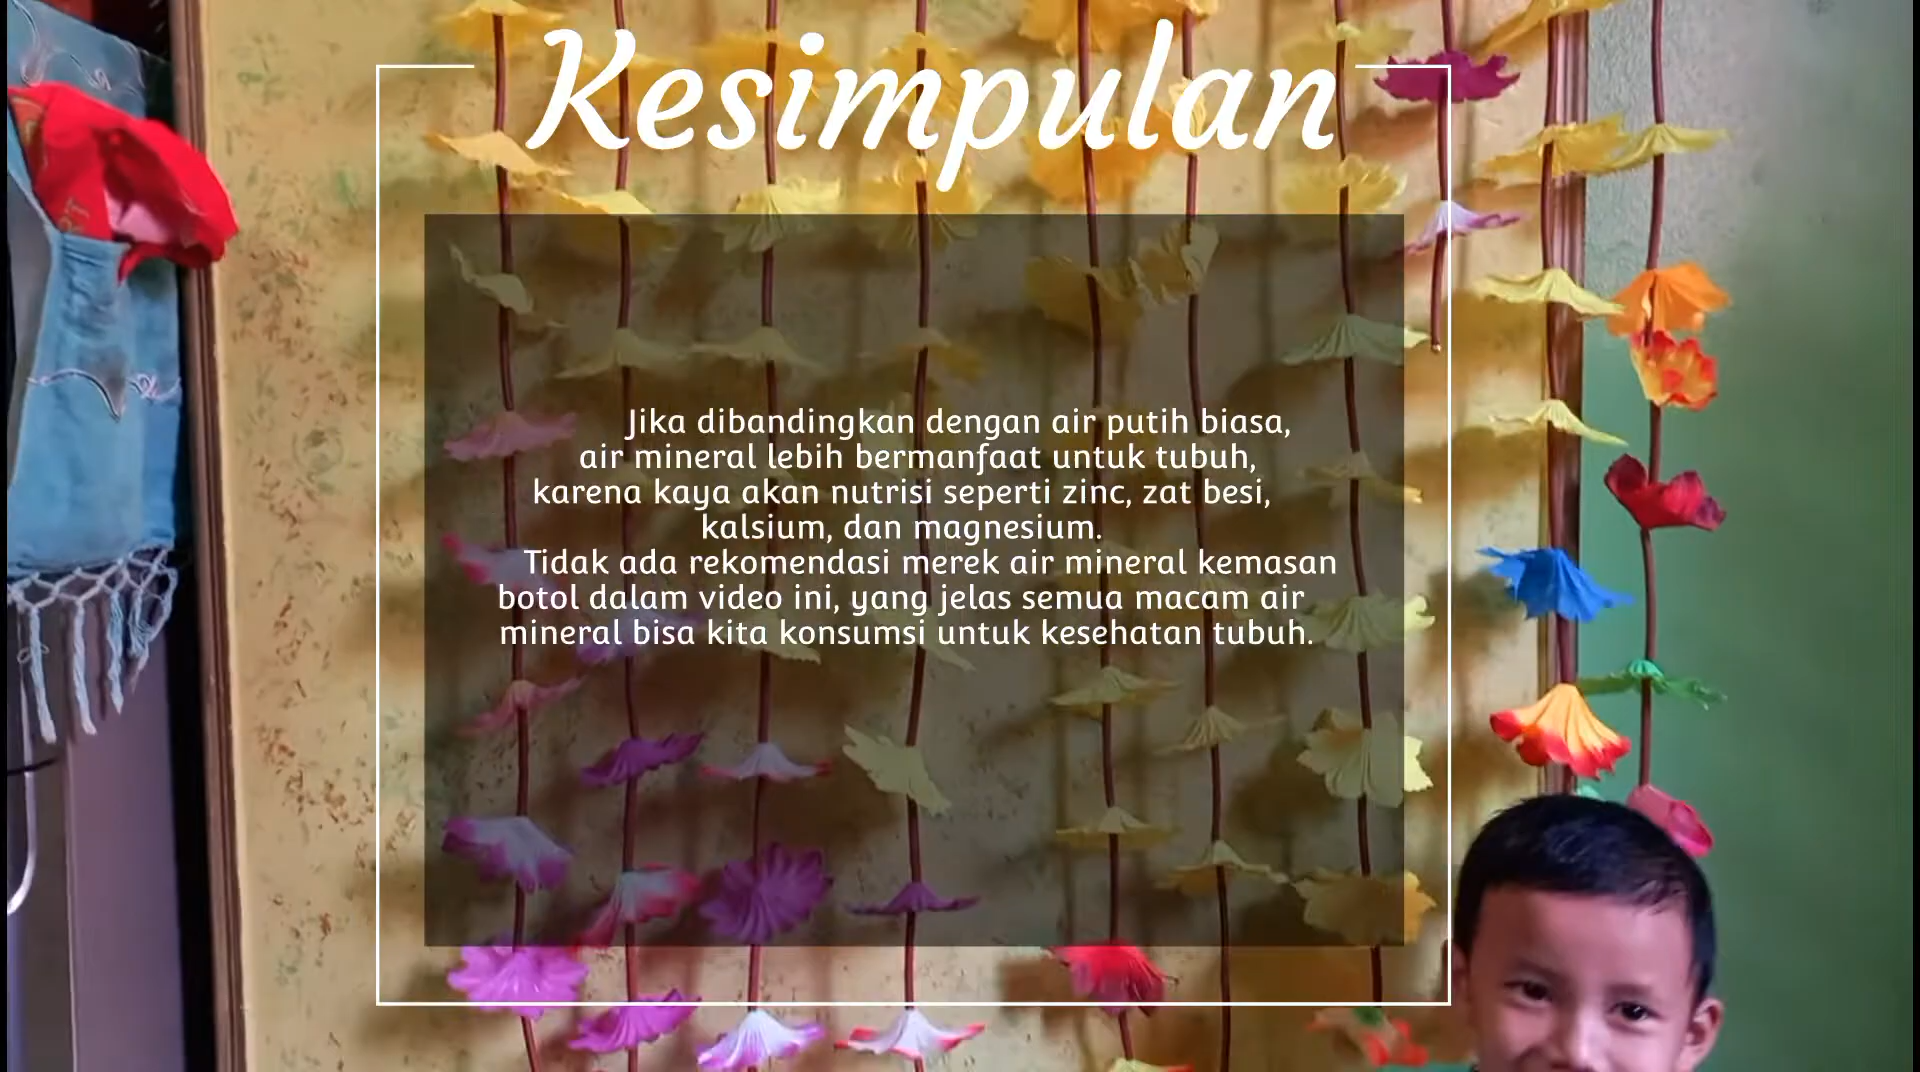 Kesimpulan
Jika dibandingkan dengan air putih biasa,
air mineral lebih bermanfaat untuk tubuh,
karena kaya akan nutrisi seperti zinc, zat besi,
kalsium, dan magnesium.
Tidak ada rekomendasi merek air mineral kemasan
botol dalam video ini, yang jelas semua macam air
mineral bisa kita konsumsi untuk kesehatan tubuh.